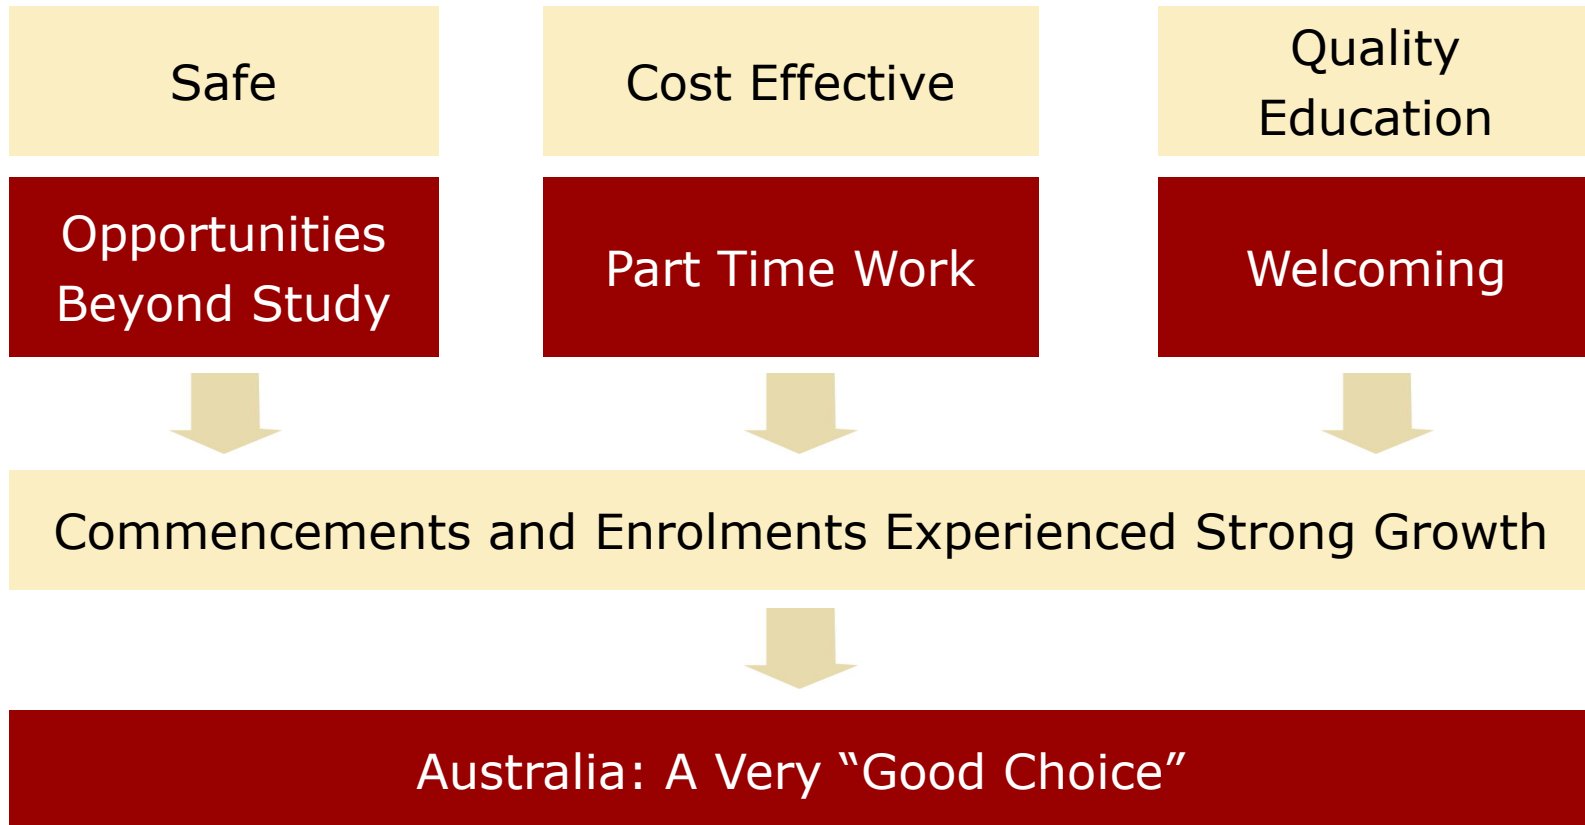 Safe
Cost Effective
Quality
Education
Opportunities
Beyond Study
Part Time Work
Welcoming
Commencements and Enrolments Experienced Strong Growth
Australia: A Very “Good Choice”